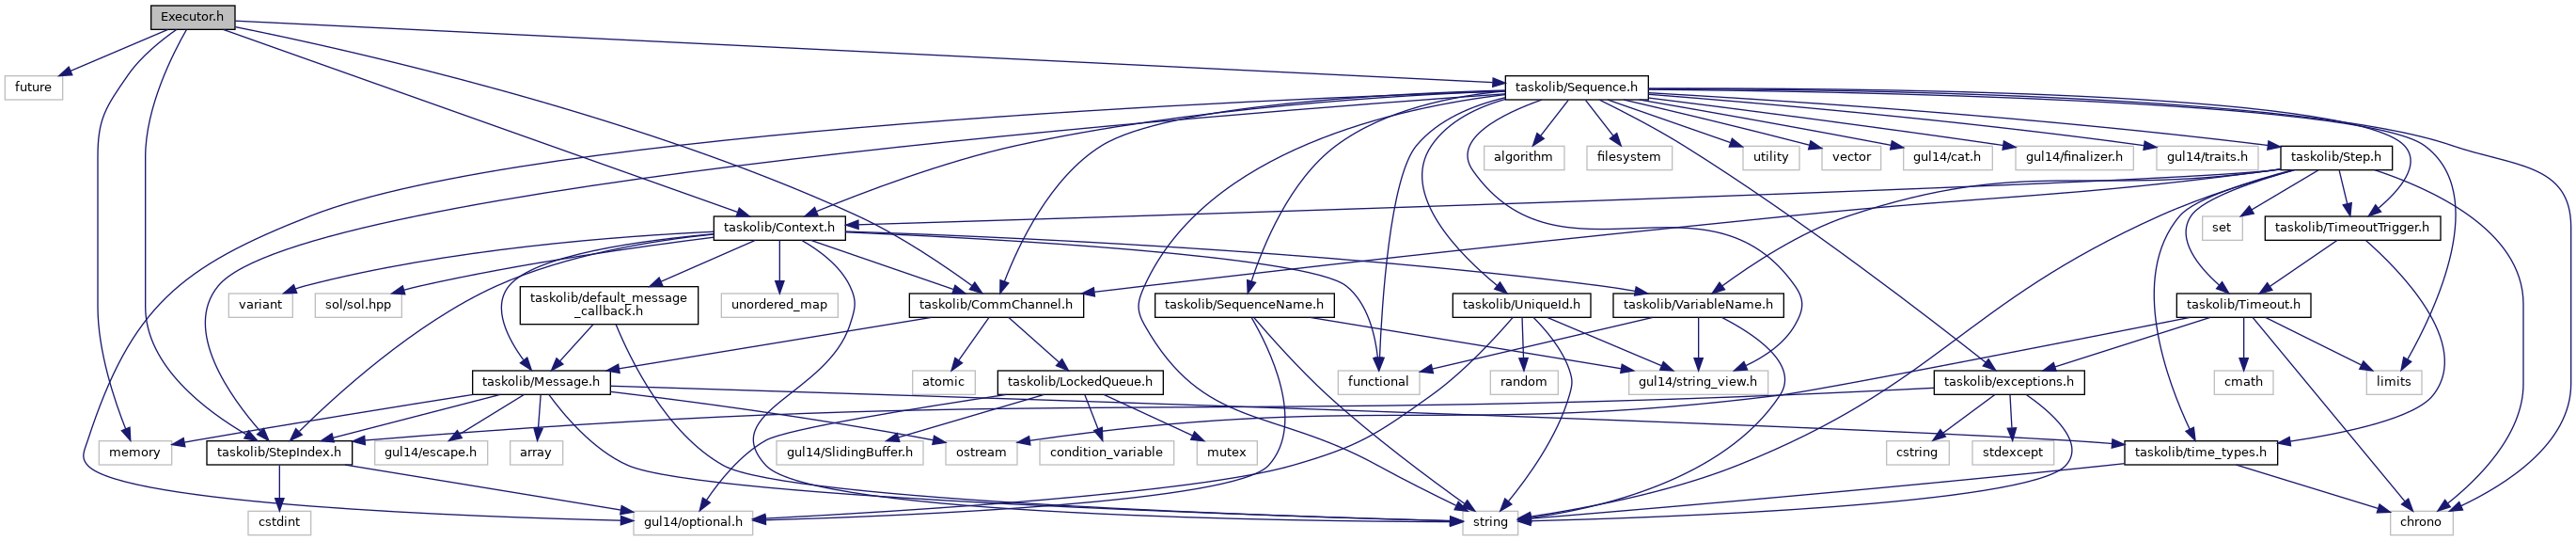 Executor.h
future
taskolib/Sequence.h
algorithm
filesystem
utility
vector
gul14/cat.h
gul14/finalizer.h
gul14/traits.h
taskolib/Step.h
taskolib/Context.h
set
taskolib/TimeoutTrigger.h
variant
sol/sol.hpp
taskolib/default_message
_callback.h
unordered_map
taskolib/CommChannel.h
taskolib/SequenceName.h
taskolib/UniqueId.h
taskolib/VariableName.h
taskolib/Timeout.h
taskolib/Message.h
atomic
taskolib/LockedQueue.h
functional
random
gul14/string_view.h
taskolib/exceptions.h
cmath
limits
memory
taskolib/StepIndex.h
gul14/escape.h
array
gul14/SlidingBuffer.h
ostream
condition_variable
mutex
cstring
stdexcept
taskolib/time_types.h
cstdint
gul14/optional.h
string
chrono